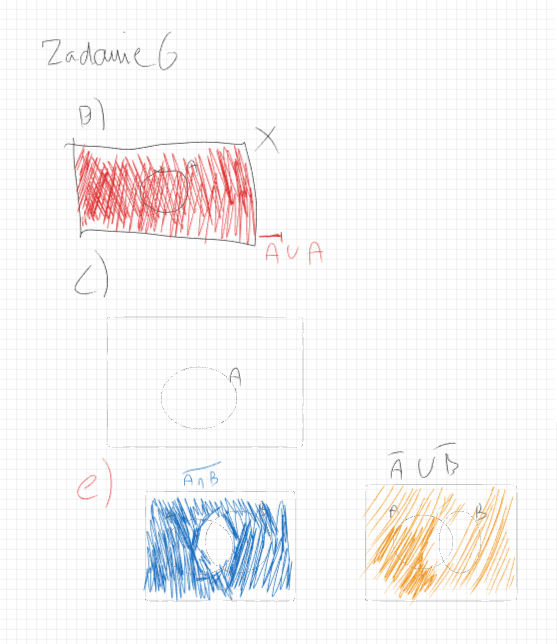 Zadanie 6
B)
X
A
A̅ ∪ A
C)
A
e)
A̅∩̅B̅
A̅ ∪ B̅
A B